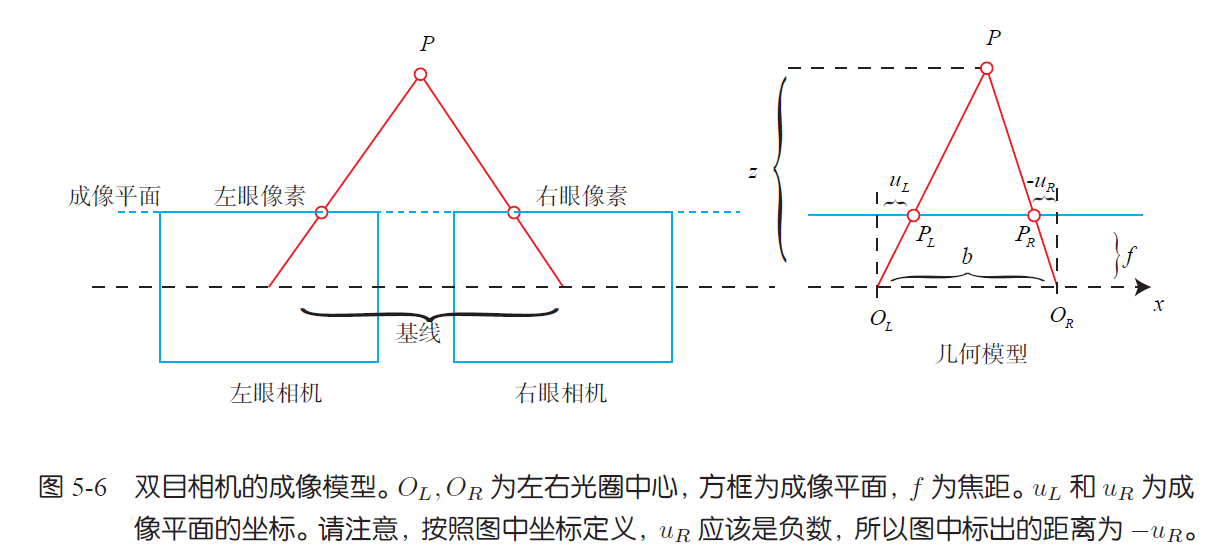 P
成像平面
左眼像素
右眼像素
基线
左眼相机
右眼相机
P
z
u_L
-u_R
P_L
P_R
b
f
O_L
O_R
x
几何模型
图 5-6 双目相机的成像模型。O_L, O_R 为左右光圈中心，方框为成像平面，f 为焦距。u_L 和 u_R 为成
像平面的坐标。请注意，按照图中坐标定义，u_R 应该是负数，所以图中标出的距离为 −u_R。